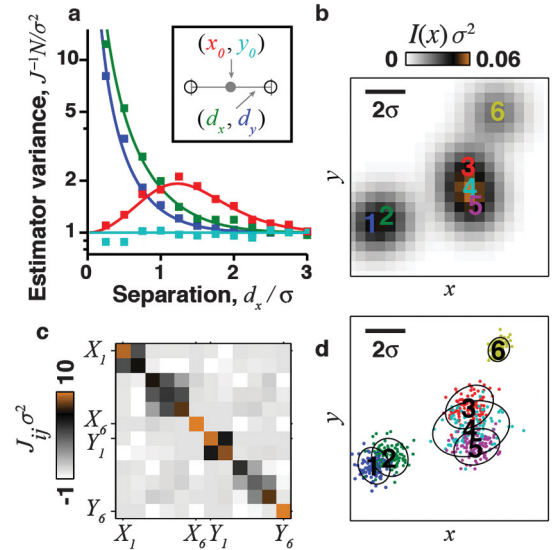 a
Estimator variance, J⁻¹N/σ²
10
5
2
1
0
1
2
3
Separation, dₓ/σ
(x₀, y₀)
(dₓ, d_y)
b
I(x) σ²
0
0.06
2σ
6
3
4
5
1
2
y
x
c
J_ij σ²
10
-1
X₁
X₆
Y₁
Y₆
X₁
X₆
Y₁
Y₆
d
2σ
6
3
4
5
1
2
y
x